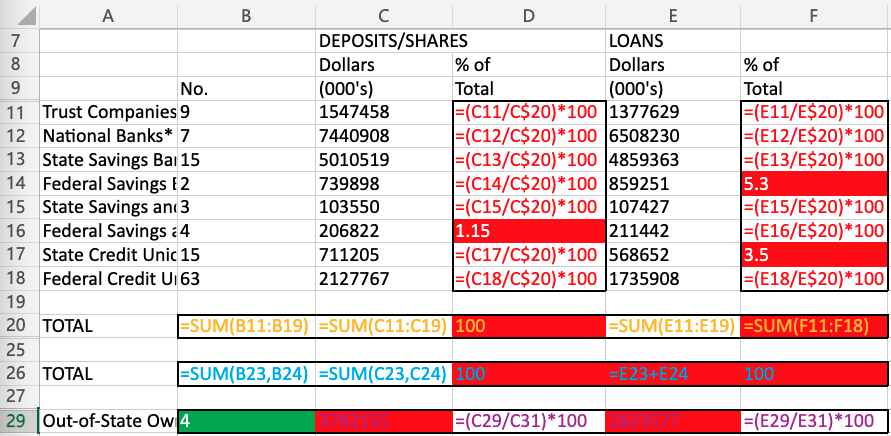 A B C D E F
7 DEPOSITS/SHARES LOANS
8 Dollars % of Dollars % of
9 No. (000's) Total (000's) Total
11 Trust Companies 9 1547458 =(C11/C$20)*100 1377629 =(E11/E$20)*100
12 National Banks* 7 7440908 =(C12/C$20)*100 6508230 =(E12/E$20)*100
13 State Savings Ba 15 5010519 =(C13/C$20)*100 4859363 =(E13/E$20)*100
14 Federal Savings 2 739898 =(C14/C$20)*100 859251 5.3
15 State Savings an 3 103550 =(C15/C$20)*100 107427 =(E15/E$20)*100
16 Federal Savings a 4 206822 1.15 211442 =(E16/E$20)*100
17 State Credit Unio 15 711205 =(C17/C$20)*100 568652 3.5
18 Federal Credit U 63 2127767 =(C18/C$20)*100 1735908 =(E18/E$20)*100
19
20 TOTAL =SUM(B11:B19) =SUM(C11:C19) 100 =SUM(E11:E19) =SUM(F11:F18)
25
26 TOTAL =SUM(B23,B24) =SUM(C23,C24) 100 =E23+E24 100
27
29 Out-of-State Ow 4 3782155 =(C29/C31)*100 2823577 =(E29/E31)*100